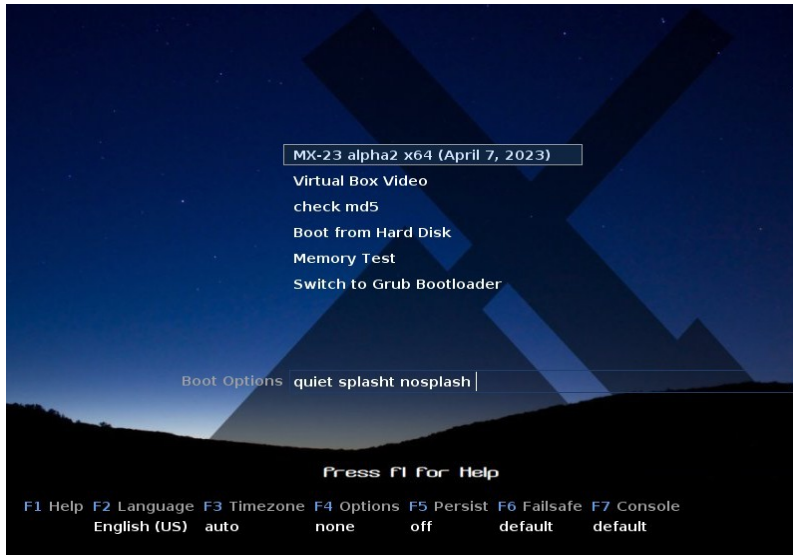 MX-23 alpha2 x64 (April 7, 2023)
Virtual Box Video
check md5
Boot from Hard Disk
Memory Test
Switch to Grub Bootloader
Boot Options quiet splasht nosplash
Press F1 for Help
F1 Help F2 Language F3 Timezone F4 Options F5 Persist F6 Failsafe F7 Console
English (US) auto none off default default